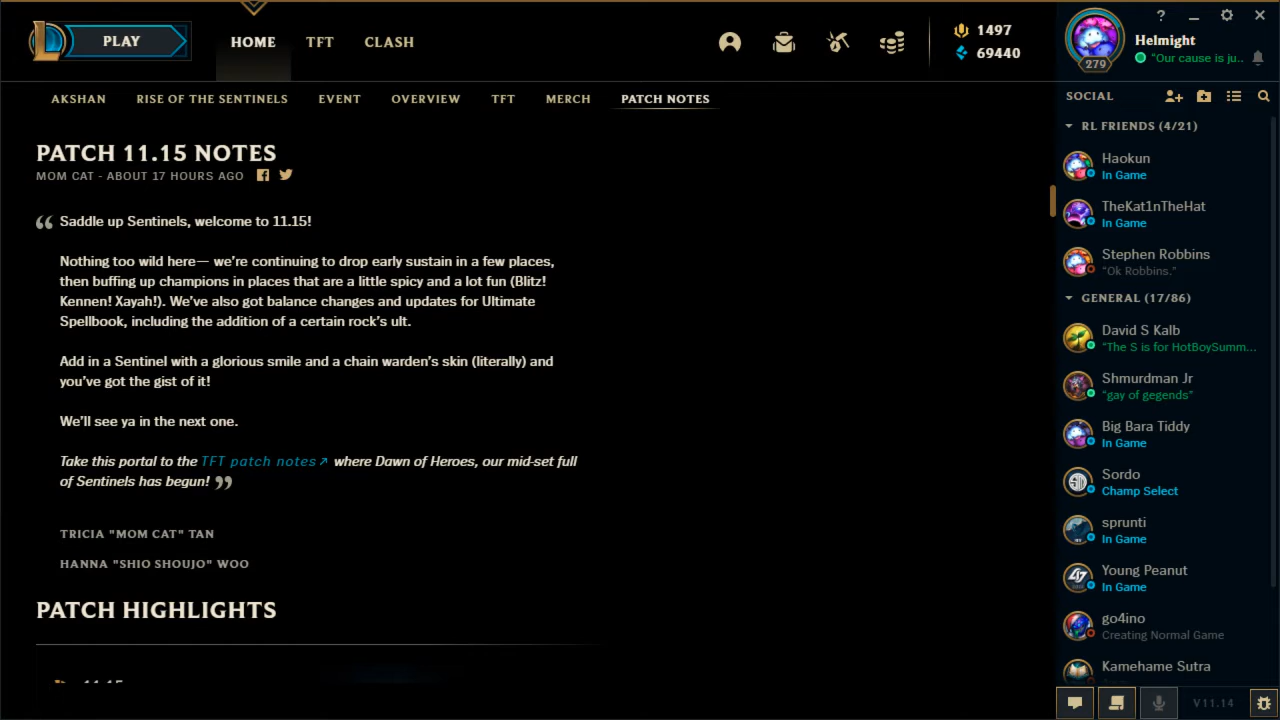 PLAY
HOME
TFT
CLASH
1497
69440
?
279
Helmight
"Our cause is ju..
AKSHAN
RISE OF THE SENTINELS
EVENT
OVERVIEW
TFT
MERCH
PATCH NOTES
PATCH 11.15 NOTES
MOM CAT - ABOUT 17 HOURS AGO
“ Saddle up Sentinels, welcome to 11.15!
Nothing too wild here— we're continuing to drop early sustain in a few places,
then buffing up champions in places that are a little spicy and a lot fun (Blitz!
Kennen! Xayah!). We've also got balance changes and updates for Ultimate
Spellbook, including the addition of a certain rock's ult.
Add in a Sentinel with a glorious smile and a chain warden's skin (literally) and
you've got the gist of it!
We'll see ya in the next one.
Take this portal to the TFT patch notes↗ where Dawn of Heroes, our mid-set full
of Sentinels has begun! ”
TRICIA "MOM CAT" TAN
HANNA "SHIO SHOUJO" WOO
PATCH HIGHLIGHTS
11.15
SOCIAL
RL FRIENDS (4/21)
Haokun
In Game
TheKat1nTheHat
In Game
Stephen Robbins
"Ok Robbins."
GENERAL (17/86)
David S Kalb
"The S is for HotBoySumm...
Shmurdman Jr
"gay of gegends"
Big Bara Tiddy
In Game
Sordo
Champ Select
sprunti
In Game
Young Peanut
In Game
go4ino
Creating Normal Game
Kamehame Sutra
V11.14